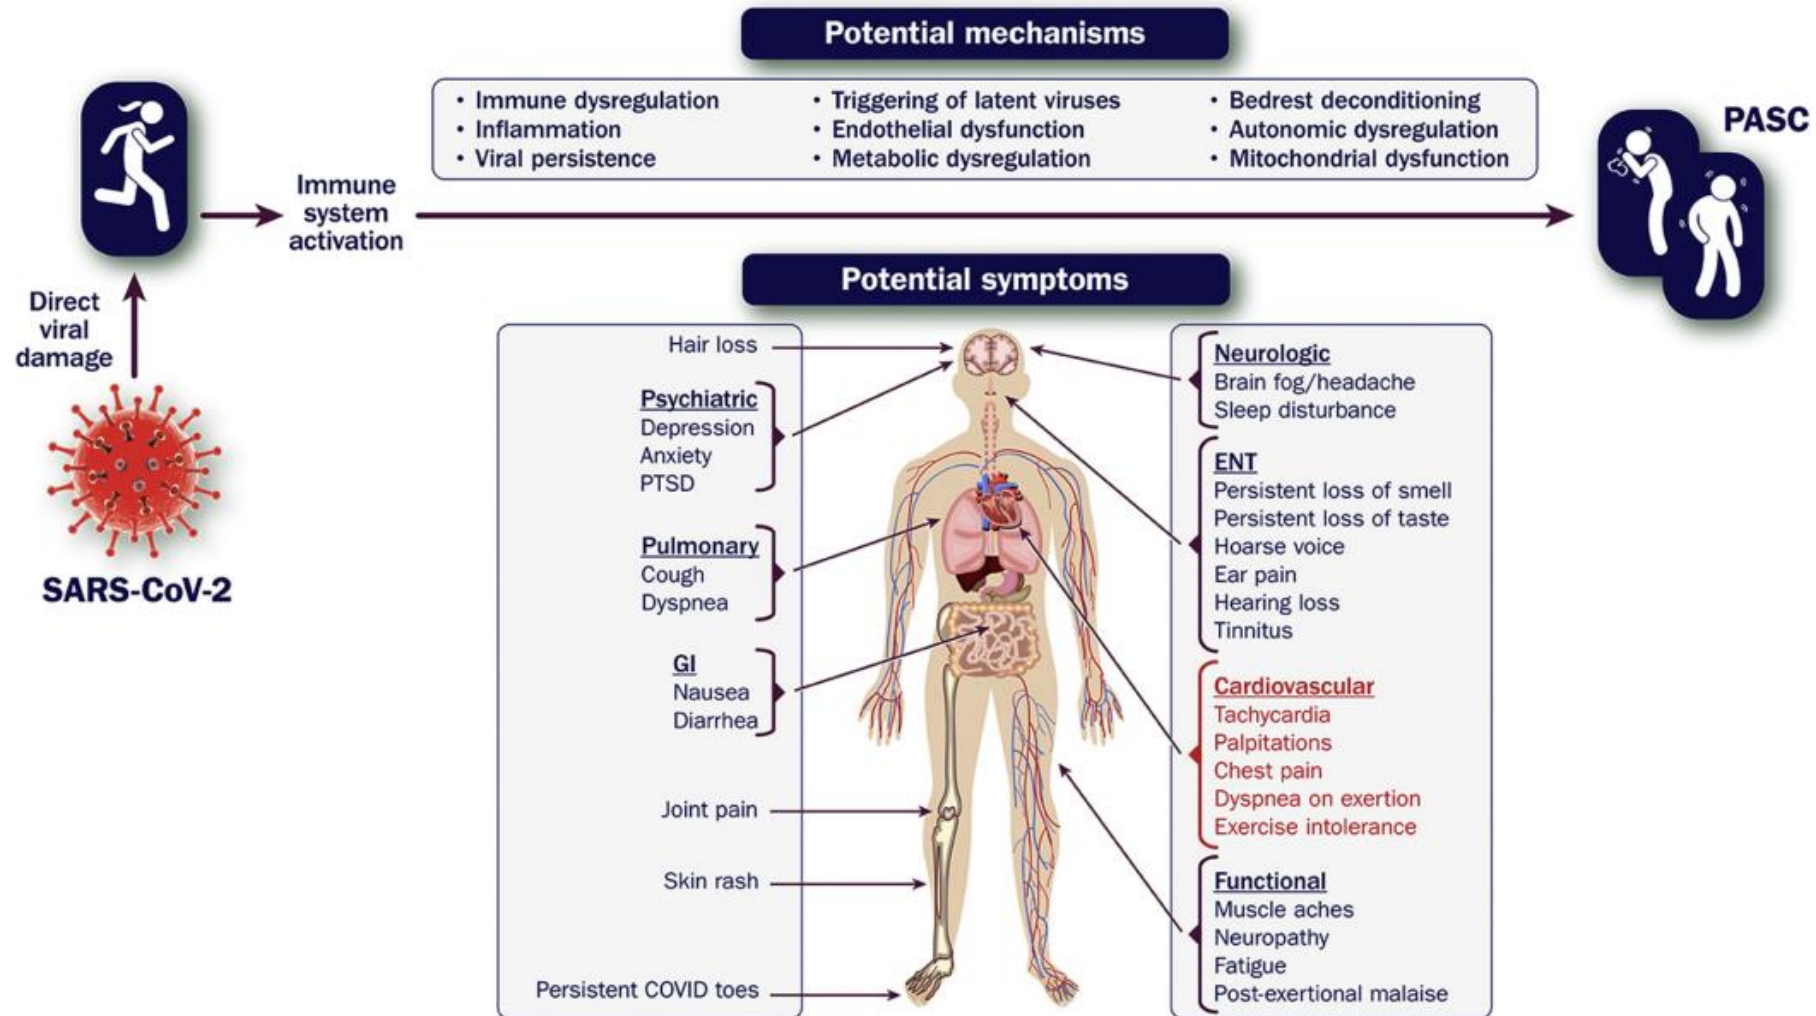 Potential mechanisms
• Immune dysregulation
• Inflammation
• Viral persistence
• Triggering of latent viruses
• Endothelial dysfunction
• Metabolic dysregulation
• Bedrest deconditioning
• Autonomic dysregulation
• Mitochondrial dysfunction
PASC
Immune
system
activation
Direct
viral
damage
SARS-CoV-2
Potential symptoms
Hair loss
Psychiatric
Depression
Anxiety
PTSD
Pulmonary
Cough
Dyspnea
GI
Nausea
Diarrhea
Joint pain
Skin rash
Persistent COVID toes
Neurologic
Brain fog/headache
Sleep disturbance
ENT
Persistent loss of smell
Persistent loss of taste
Hoarse voice
Ear pain
Hearing loss
Tinnitus
Cardiovascular
Tachycardia
Palpitations
Chest pain
Dyspnea on exertion
Exercise intolerance
Functional
Muscle aches
Neuropathy
Fatigue
Post-exertional malaise